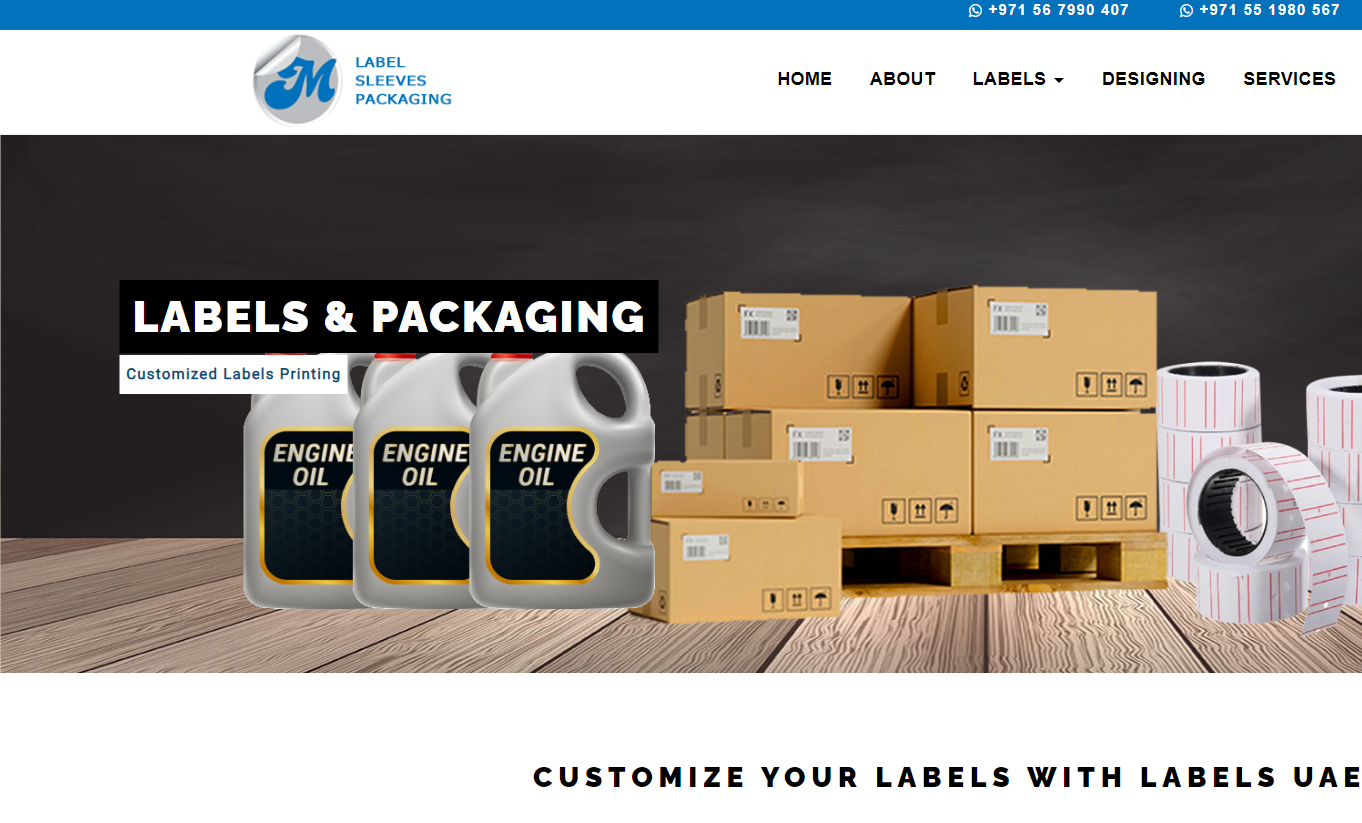 +971 56 7990 407
+971 55 1980 567
M
LABEL
SLEEVES
PACKAGING
HOME
ABOUT
LABELS
DESIGNING
SERVICES
LABELS & PACKAGING
Customized Labels Printing
ENGINE
OIL
ENGINE
OIL
ENGINE
OIL
FX
FX
FX
FX
CUSTOMIZE YOUR LABELS WITH LABELS UAE